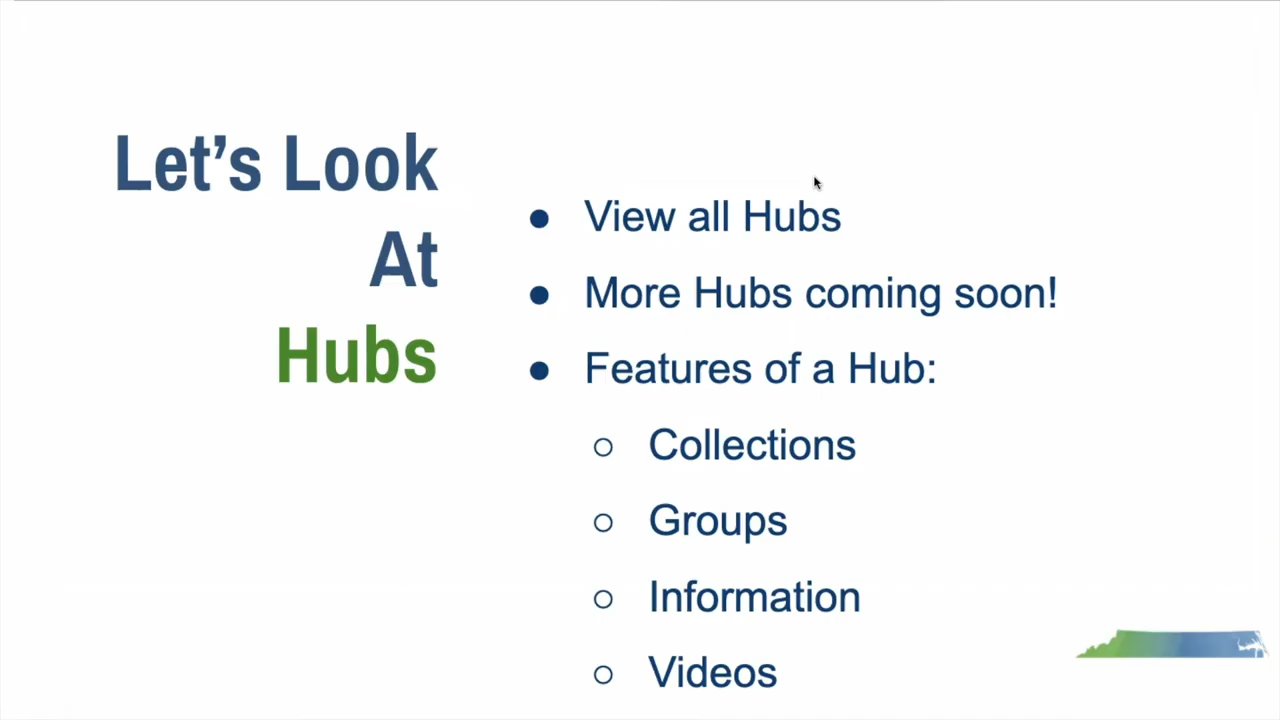 Let's Look
At
Hubs
● View all Hubs
● More Hubs coming soon!
● Features of a Hub:
○ Collections
○ Groups
○ Information
○ Videos